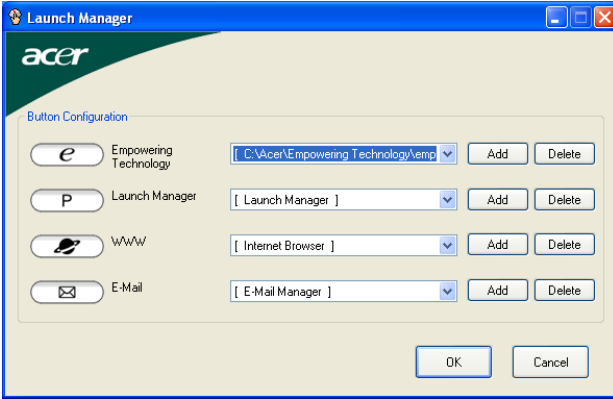 Launch Manager
acer
Button Configuration
e Empowering Technology [ C:\Acer\Empowering Technology\emp Add Delete
P Launch Manager [ Launch Manager ] Add Delete
WWW [ Internet Browser ] Add Delete
E-Mail [ E-Mail Manager ] Add Delete
OK Cancel